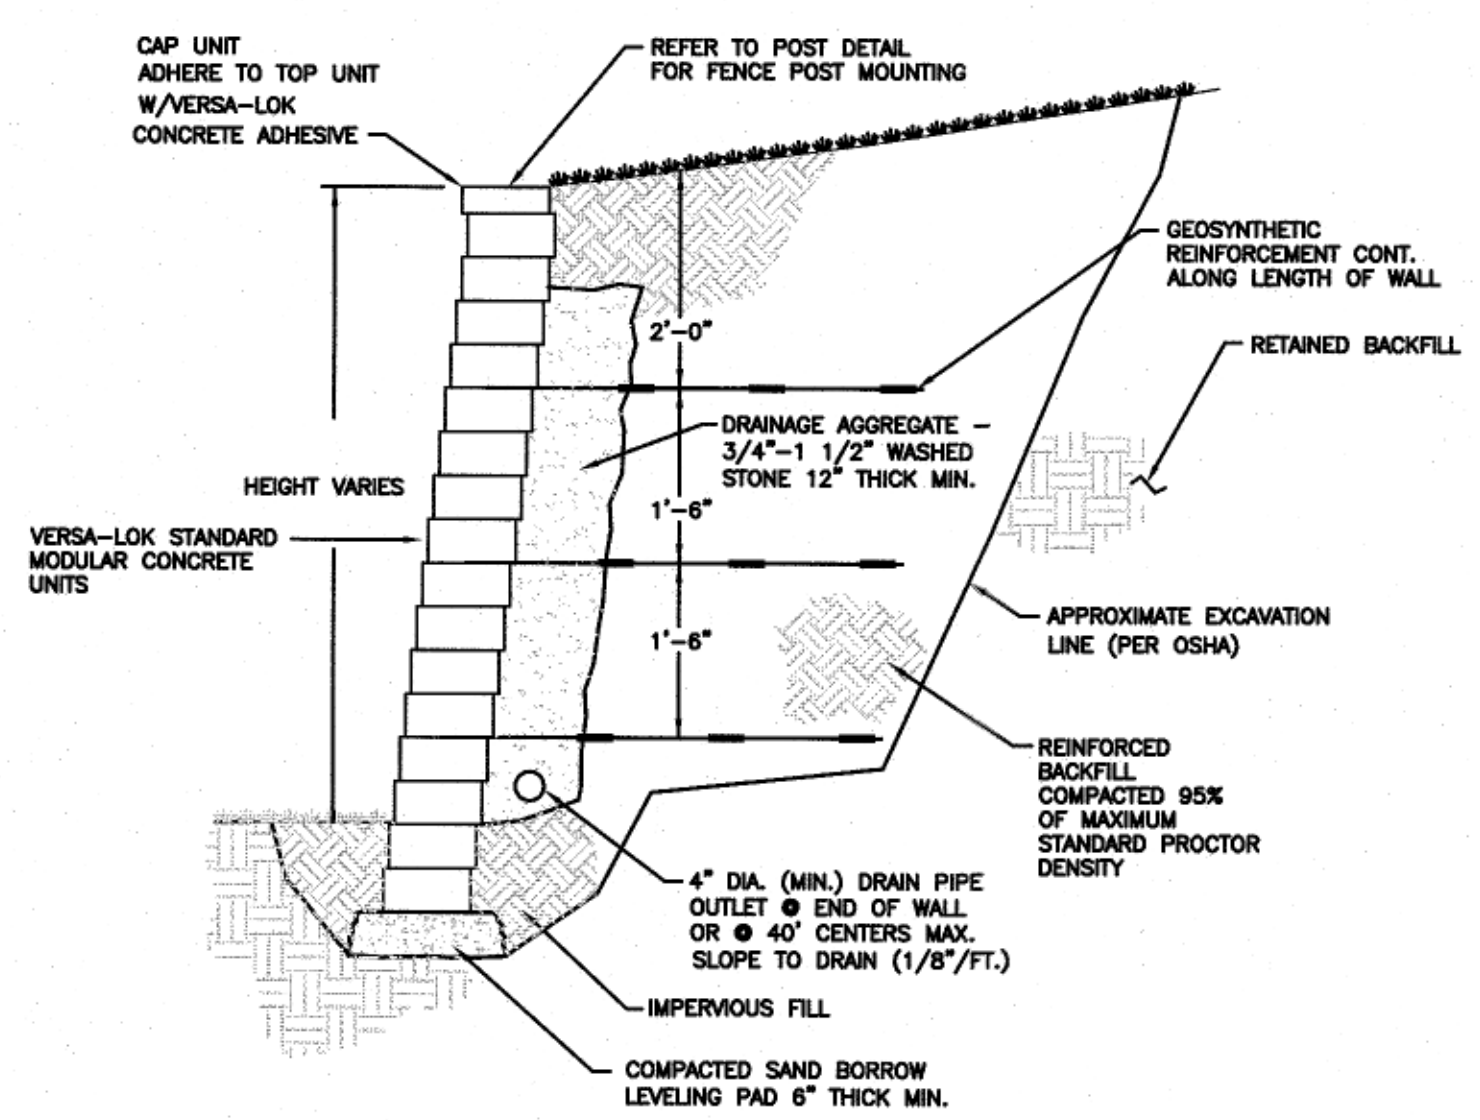 CAP UNIT
ADHERE TO TOP UNIT
W/VERSA-LOK
CONCRETE ADHESIVE
REFER TO POST DETAIL
FOR FENCE POST MOUNTING
GEOSYNTHETIC
REINFORCEMENT CONT.
ALONG LENGTH OF WALL
2'-0"
RETAINED BACKFILL
DRAINAGE AGGREGATE -
3/4"-1 1/2" WASHED
STONE 12" THICK MIN.
HEIGHT VARIES
1'-6"
VERSA-LOK STANDARD
MODULAR CONCRETE
UNITS
1'-6"
APPROXIMATE EXCAVATION
LINE (PER OSHA)
REINFORCED
BACKFILL
COMPACTED 95%
OF MAXIMUM
STANDARD PROCTOR
DENSITY
4" DIA. (MIN.) DRAIN PIPE
OUTLET @ END OF WALL
OR @ 40' CENTERS MAX.
SLOPE TO DRAIN (1/8"/FT.)
IMPERVIOUS FILL
COMPACTED SAND BORROW
LEVELING PAD 6" THICK MIN.